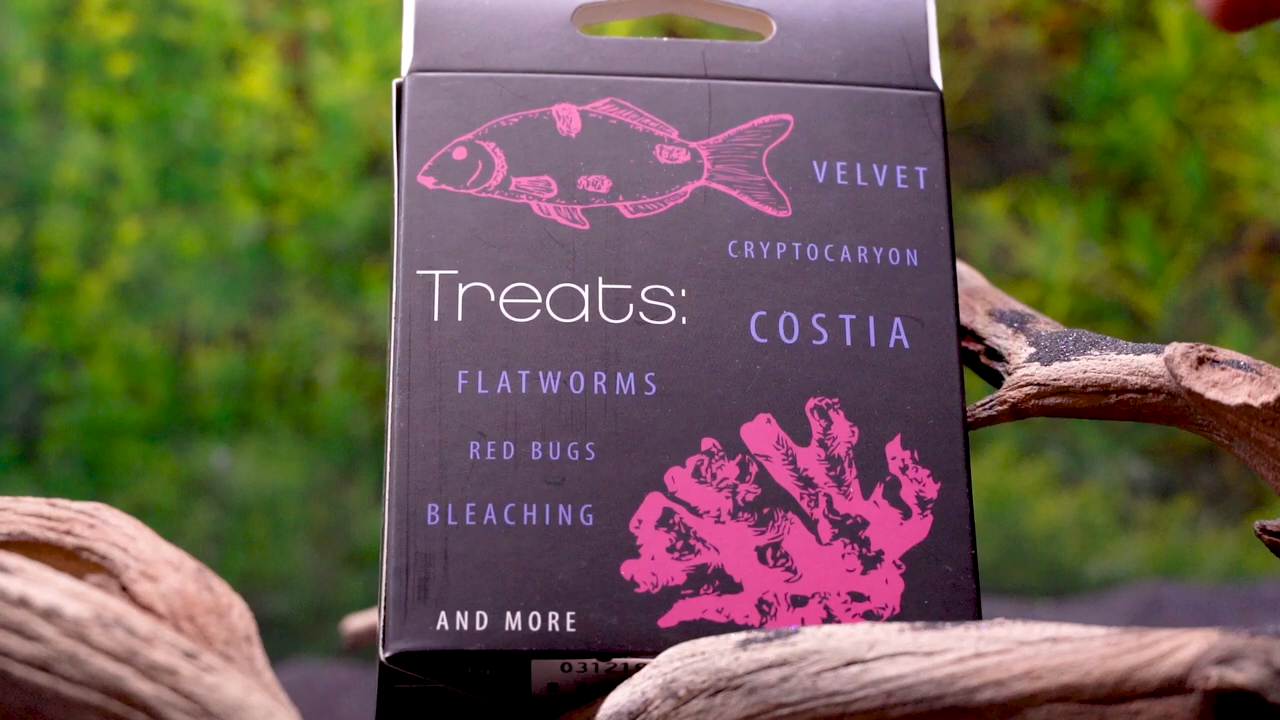 VELVET
CRYPTOCARYON
Treats:
COSTIA
FLATWORMS
RED BUGS
BLEACHING
AND MORE